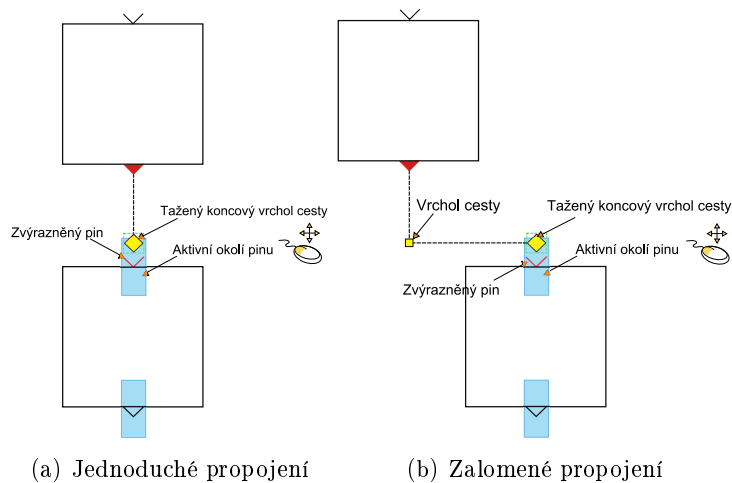 Tažený koncový vrchol cesty
Zvýrazněný pin
Aktivní okolí pinu
(a) Jednoduché propojení
Vrchol cesty
Tažený koncový vrchol cesty
Aktivní okolí pinu
Zvýrazněný pin
(b) Zalomené propojení